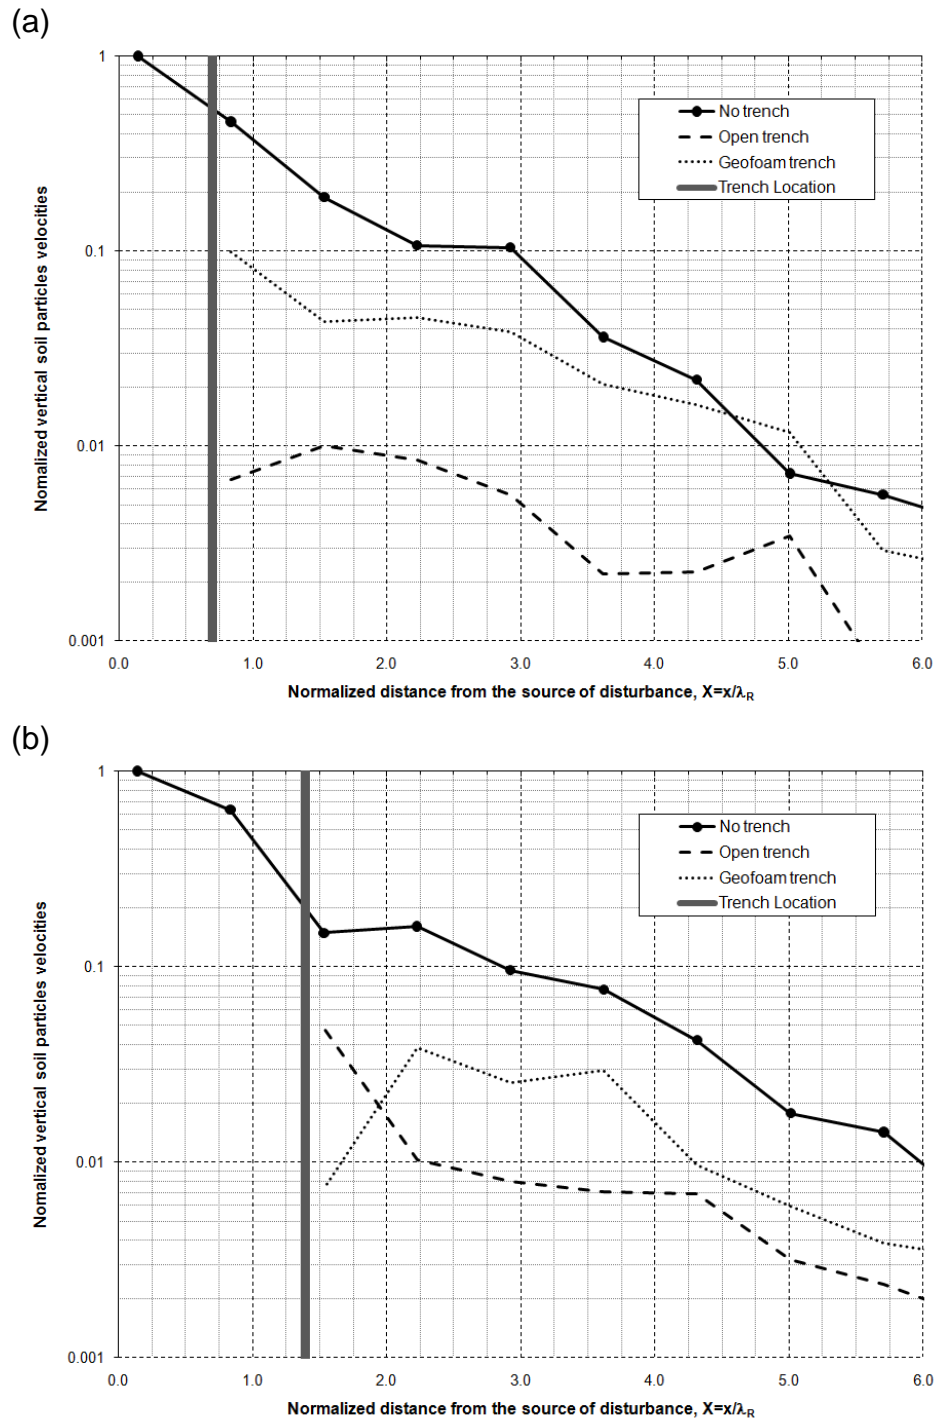 (a)
1
0.1
0.01
0.001
Nomalized vertical soil particles velocities
No trench
Open trench
Geofoam trench
Trench Location
0.0 1.0 2.0 3.0 4.0 5.0 6.0
Normalized distance from the source of disturbance, X=x/λR
(b)
1
0.1
0.01
0.001
Nomalized vertical soil particles velocities
No trench
Open trench
Geofoam trench
Trench Location
0.0 1.0 2.0 3.0 4.0 5.0 6.0
Normalized distance from the source of disturbance, X=x/λR